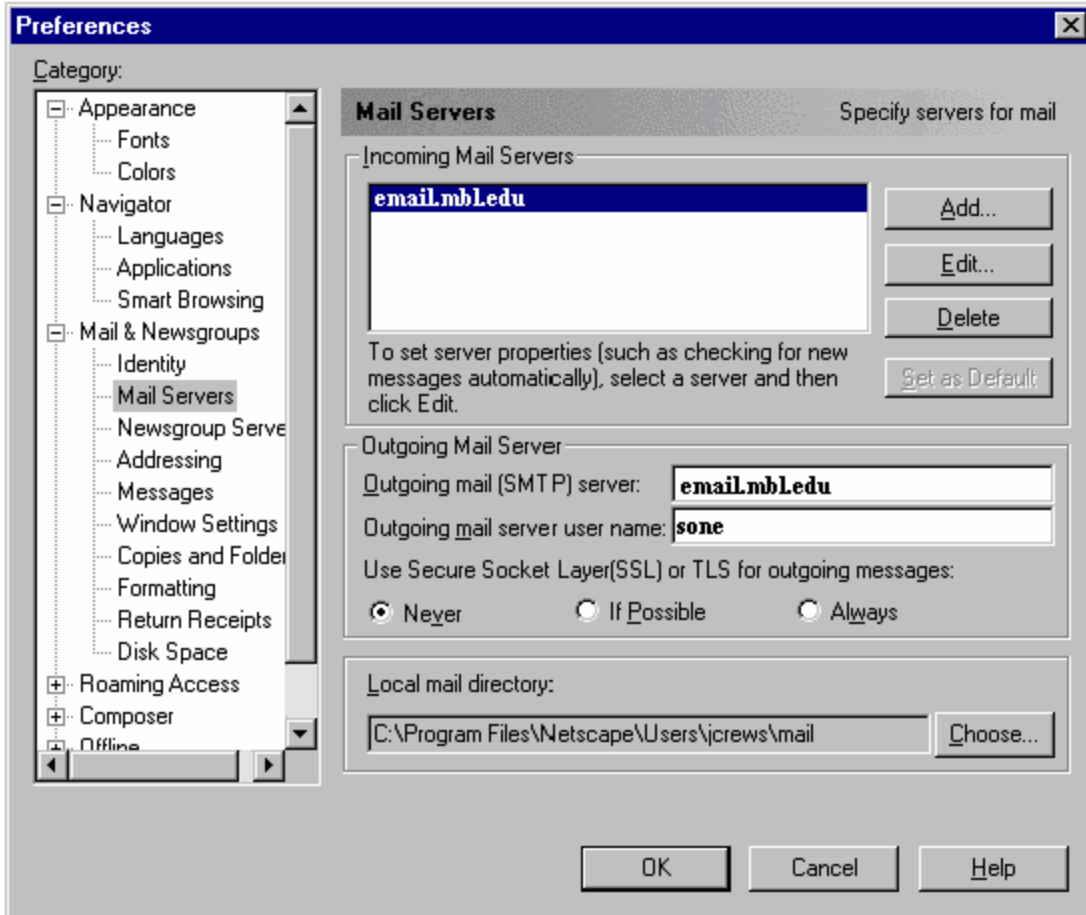 Preferences
Category:
Appearance
Fonts
Colors
Navigator
Languages
Applications
Smart Browsing
Mail & Newsgroups
Identity
Mail Servers
Newsgroup Serve
Addressing
Messages
Window Settings
Copies and Folder
Formatting
Return Receipts
Disk Space
Roaming Access
Composer
Offline
Mail Servers Specify servers for mail
Incoming Mail Servers
email.mbl.edu
Add...
Edit...
Delete
Set as Default
To set server properties (such as checking for new
messages automatically), select a server and then
click Edit.
Outgoing Mail Server
Outgoing mail (SMTP) server: email.mbl.edu
Outgoing mail server user name: sone
Use Secure Socket Layer(SSL) or TLS for outgoing messages:
Never If Possible Always
Local mail directory:
C:\Program Files\Netscape\Users\jcrews\mail Choose...
OK Cancel Help